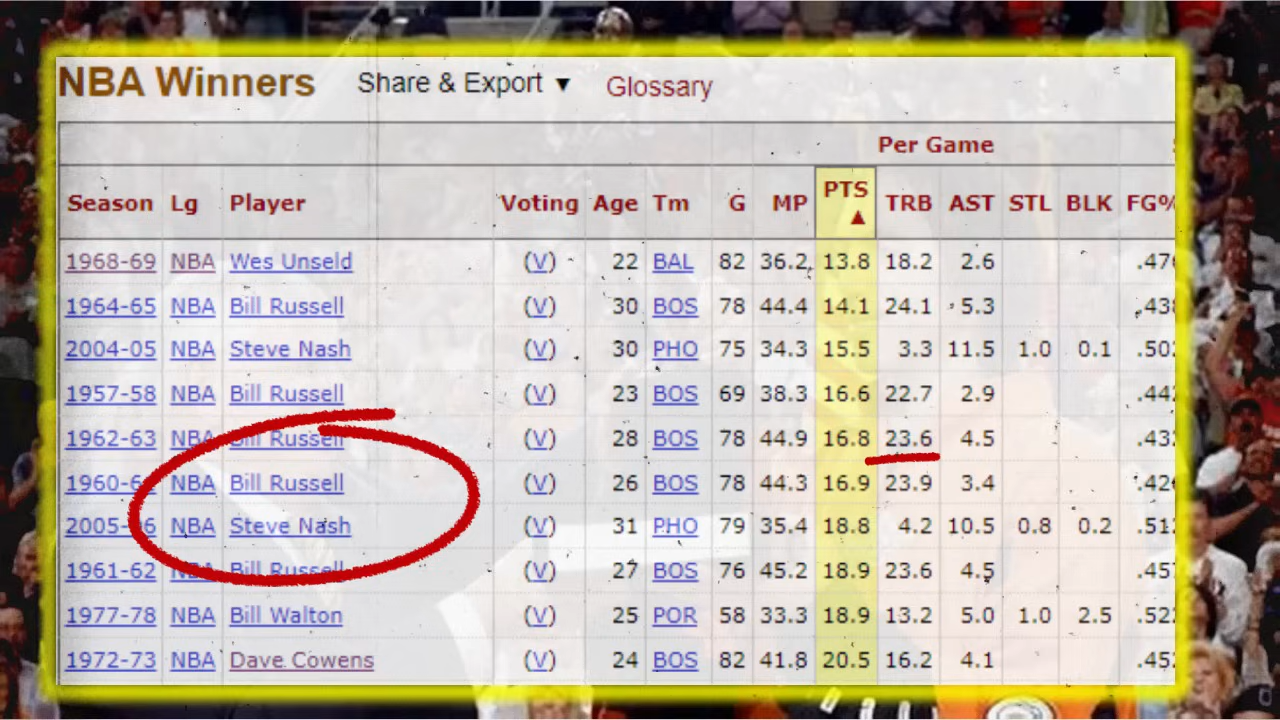 NBA Winners Share & Export ▼ Glossary
Per Game
Season Lg Player Voting Age Tm G MP PTS ▲ TRB AST STL BLK FG%
1968-69 NBA Wes Unseld (V) 22 BAL 82 36.2 13.8 18.2 2.6 .476
1964-65 NBA Bill Russell (V) 30 BOS 78 44.4 14.1 24.1 5.3 .438
2004-05 NBA Steve Nash (V) 30 PHO 75 34.3 15.5 3.3 11.5 1.0 0.1 .502
1957-58 NBA Bill Russell (V) 23 BOS 69 38.3 16.6 22.7 2.9 .442
1962-63 NBA Bill Russell (V) 28 BOS 78 44.9 16.8 23.6 4.5 .432
1960-61 NBA Bill Russell (V) 26 BOS 78 44.3 16.9 23.9 3.4 .426
2005-06 NBA Steve Nash (V) 31 PHO 79 35.4 18.8 4.2 10.5 0.8 0.2 .512
1961-62 NBA Bill Russell (V) 27 BOS 76 45.2 18.9 23.6 4.5 .457
1977-78 NBA Bill Walton (V) 25 POR 58 33.3 18.9 13.2 5.0 1.0 2.5 .522
1972-73 NBA Dave Cowens (V) 24 BOS 82 41.8 20.5 16.2 4.1 .452